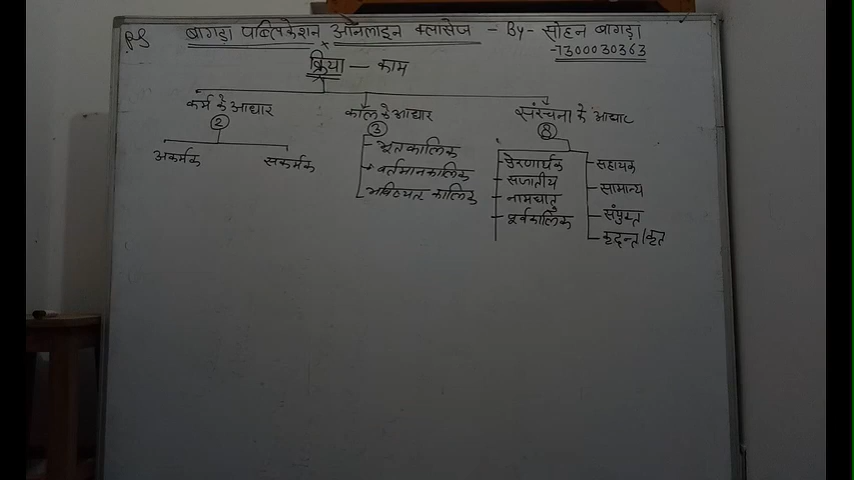 PS बागड़ा पब्लिकेशन ऑनलाइन क्लासेज - By- सोहन बागड़ा
-7300030363
क्रिया — काम
कर्म के आधार
②
अकर्मक
सकर्मक
काल के आधार
③
भूतकालिक
वर्तमानकालिक
भविष्यत कालिक
संरचना के आधार
⑧
प्रेरणार्थक
सजातीय
नामधातु
पूर्वकालिक
सहायक
सामान्य
संयुक्त
कृदन्त/कृत